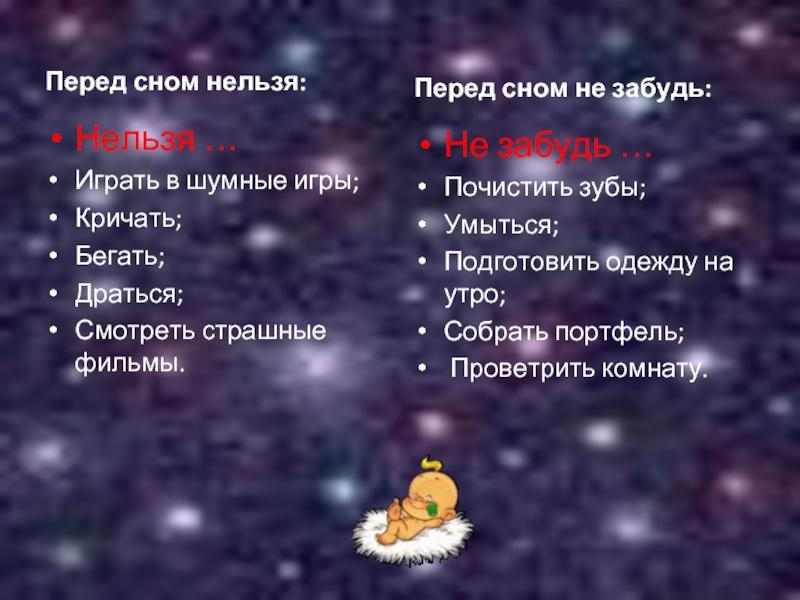 Перед сном нельзя:
• Нельзя …
• Играть в шумные игры;
• Кричать;
• Бегать;
• Драться;
• Смотреть страшные
фильмы.
Перед сном не забудь:
• Не забудь …
• Почистить зубы;
• Умыться;
• Подготовить одежду на
утро;
• Собрать портфель;
• Проветрить комнату.